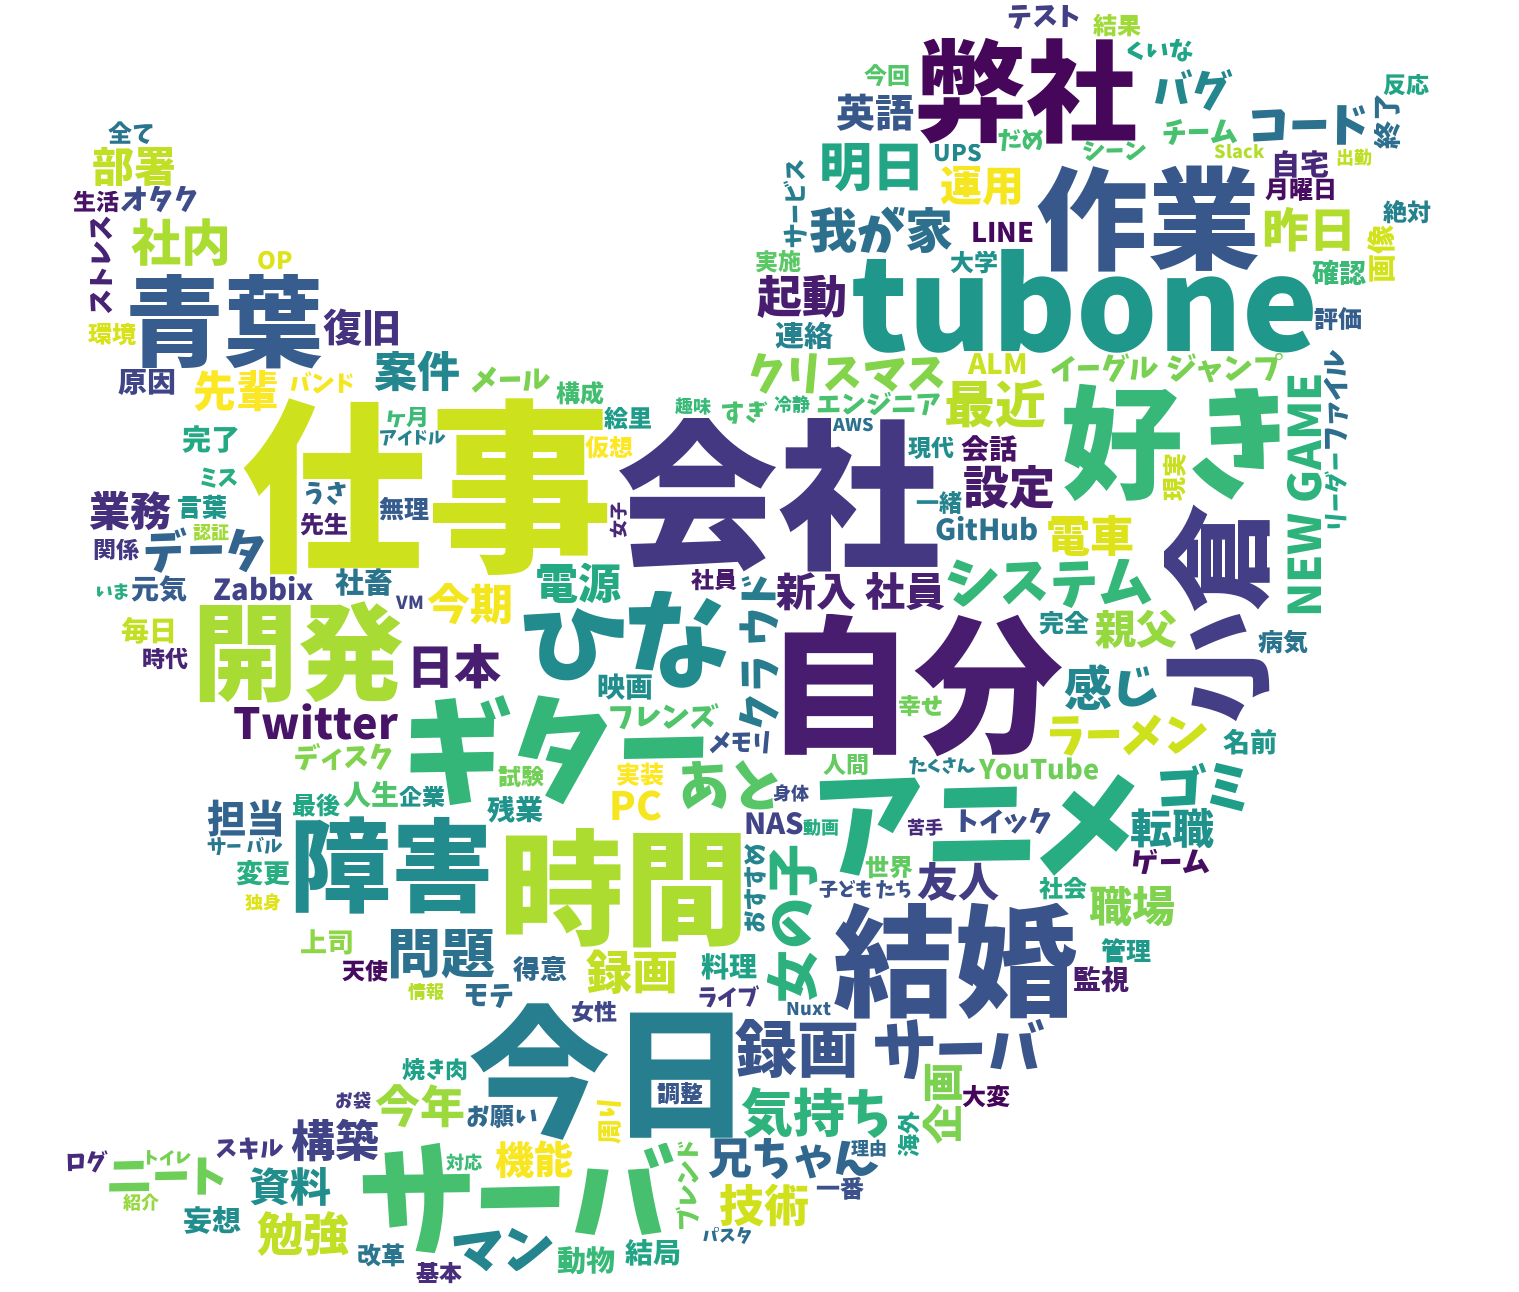 テスト
結果
くいな
今回
弊社
バグ
反応
英語
コード
終了
全て
だめ
チーム
シーン
Slack
自宅
出勤
部署
明日
UPS
サービス
運用
作業
月曜日
生活
オタク
絶対
ストレス
社内
我が家
LINE
昨日
画像
OP
実施
大学
確認
青葉
起動
tubone
環境
復旧
連絡
評価
原因
先輩
バンド
案件
メール
クリスマス
ALM
イーグル ジャンプ
ファイル
構成
趣味
すぎ
冷静
エンジニア
最近
好き
NEW GAME
ケ月
絵里
仕事
会社
AWS
完了
アイドル
仮想
現代
会話
ミス
現実
リーダー
業務
言葉
うさ
無理
先生
女子
一緒
設定
認証
GitHub
電車
小倉
関係
データ
いま
元気
Zabbix
社畜
VM
今期
電源
社員
新入 社員
システム
毎日
開発
ひな
クラウド
自分
完全
親父
病気
時代
日本
映画
感じ
Twitter
ギター
フレンズ
幸せ
ラーメン
名前
メモリ
ディスク
試験
実装
あと
人間
たくさん
YouTube
ゴミ
最後
人生
企業
残業
PC
身体
アニメ
担当
サーバル
NAS
動画
苦手
トイック
転職
障害
時間
おすすめ
女の子
世界
ゲーム
変更
子どもたち
友人
社会
職場
独身
結婚
上司
問題
管理
天使
得意
録画
料理
監視
情報
モテ
ライブ
女性
Nuxt
今日
録画
サーバ
焼き肉
調整
企画
大変
お袋
今年
お願い
周り
気持ち
海外
スキル
構築
ログ
トイレ
ニート
サーバ
対応
機能
フレンド
兄ちゃん
理由
紹介
資料
技術
一番
妄想
勉強
改革
マン
パスタ
基本
動物
結局